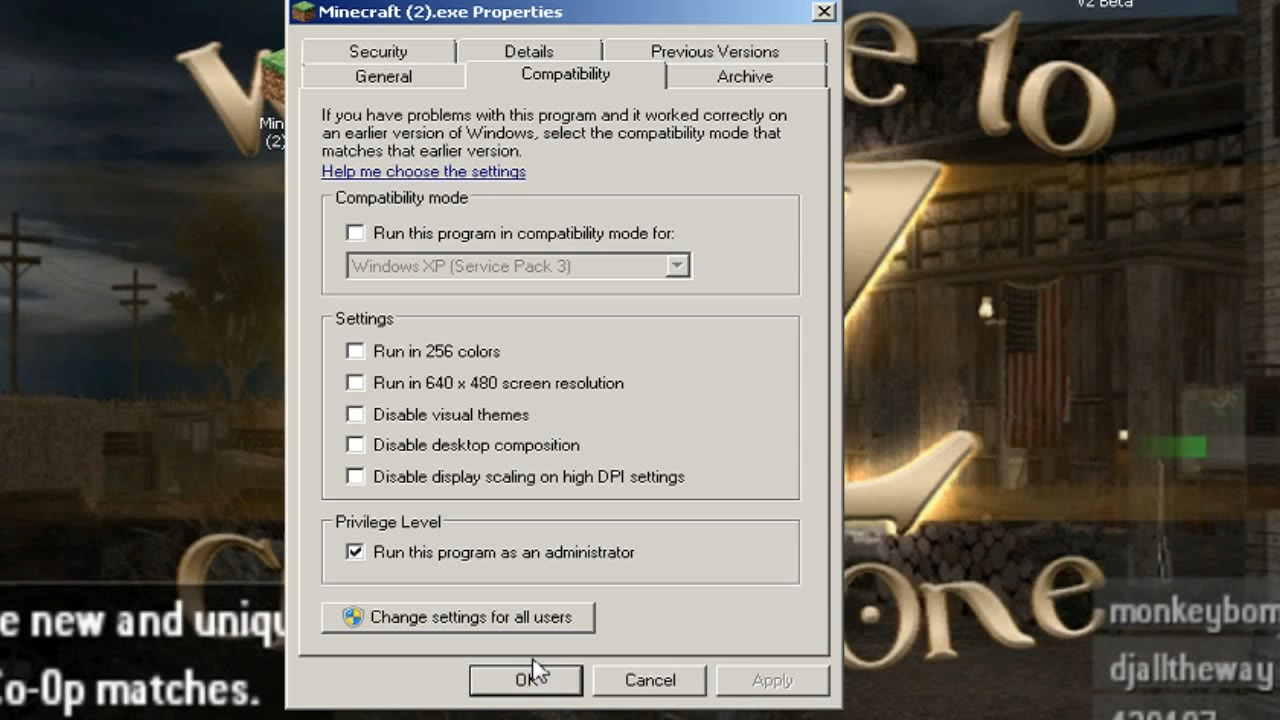 V2 Beta
Minecraft (2).exe Properties
Security
Details
Previous Versions
General
Compatibility
Archive
If you have problems with this program and it worked correctly on
an earlier version of Windows, select the compatibility mode that
matches that earlier version.
Help me choose the settings
Compatibility mode
Run this program in compatibility mode for:
Windows XP (Service Pack 3)
Settings
Run in 256 colors
Run in 640 x 480 screen resolution
Disable visual themes
Disable desktop composition
Disable display scaling on high DPI settings
Privilege Level
Run this program as an administrator
Change settings for all users
OK
Cancel
Apply
Min
(2)
e to
one
e new and uniqu
Co-Op matches.
monkeybom
djalltheway